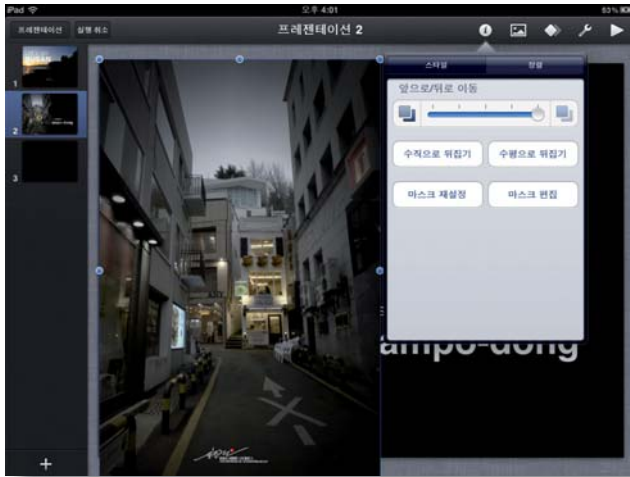 iPad
오후 4:01
63%
프레젠테이션
실행 취소
프레젠테이션 2
스타일
정렬
앞으로/뒤로 이동
수직으로 뒤집기
수평으로 뒤집기
마스크 재설정
마스크 편집
1
2
3
ampo-dong
+